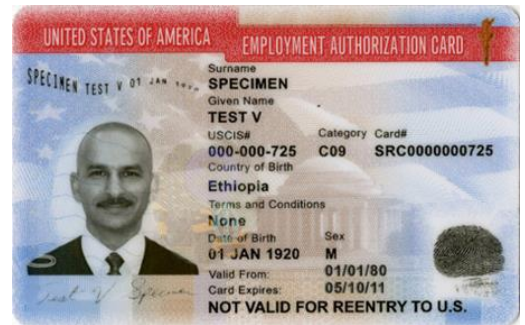 UNITED STATES OF AMERICA
EMPLOYMENT AUTHORIZATION CARD
SPECIMEN TEST V 01 JAN
Surname
SPECIMEN
Given Name
TEST V
USCIS# Category Card#
000-000-725 C09 SRC0000000725
Country of Birth
Ethiopia
Terms and Conditions
None
Date of Birth Sex
01 JAN 1920 M
Valid From: 01/01/80
Card Expires: 05/10/11
NOT VALID FOR REENTRY TO U.S.
Test V Specimen